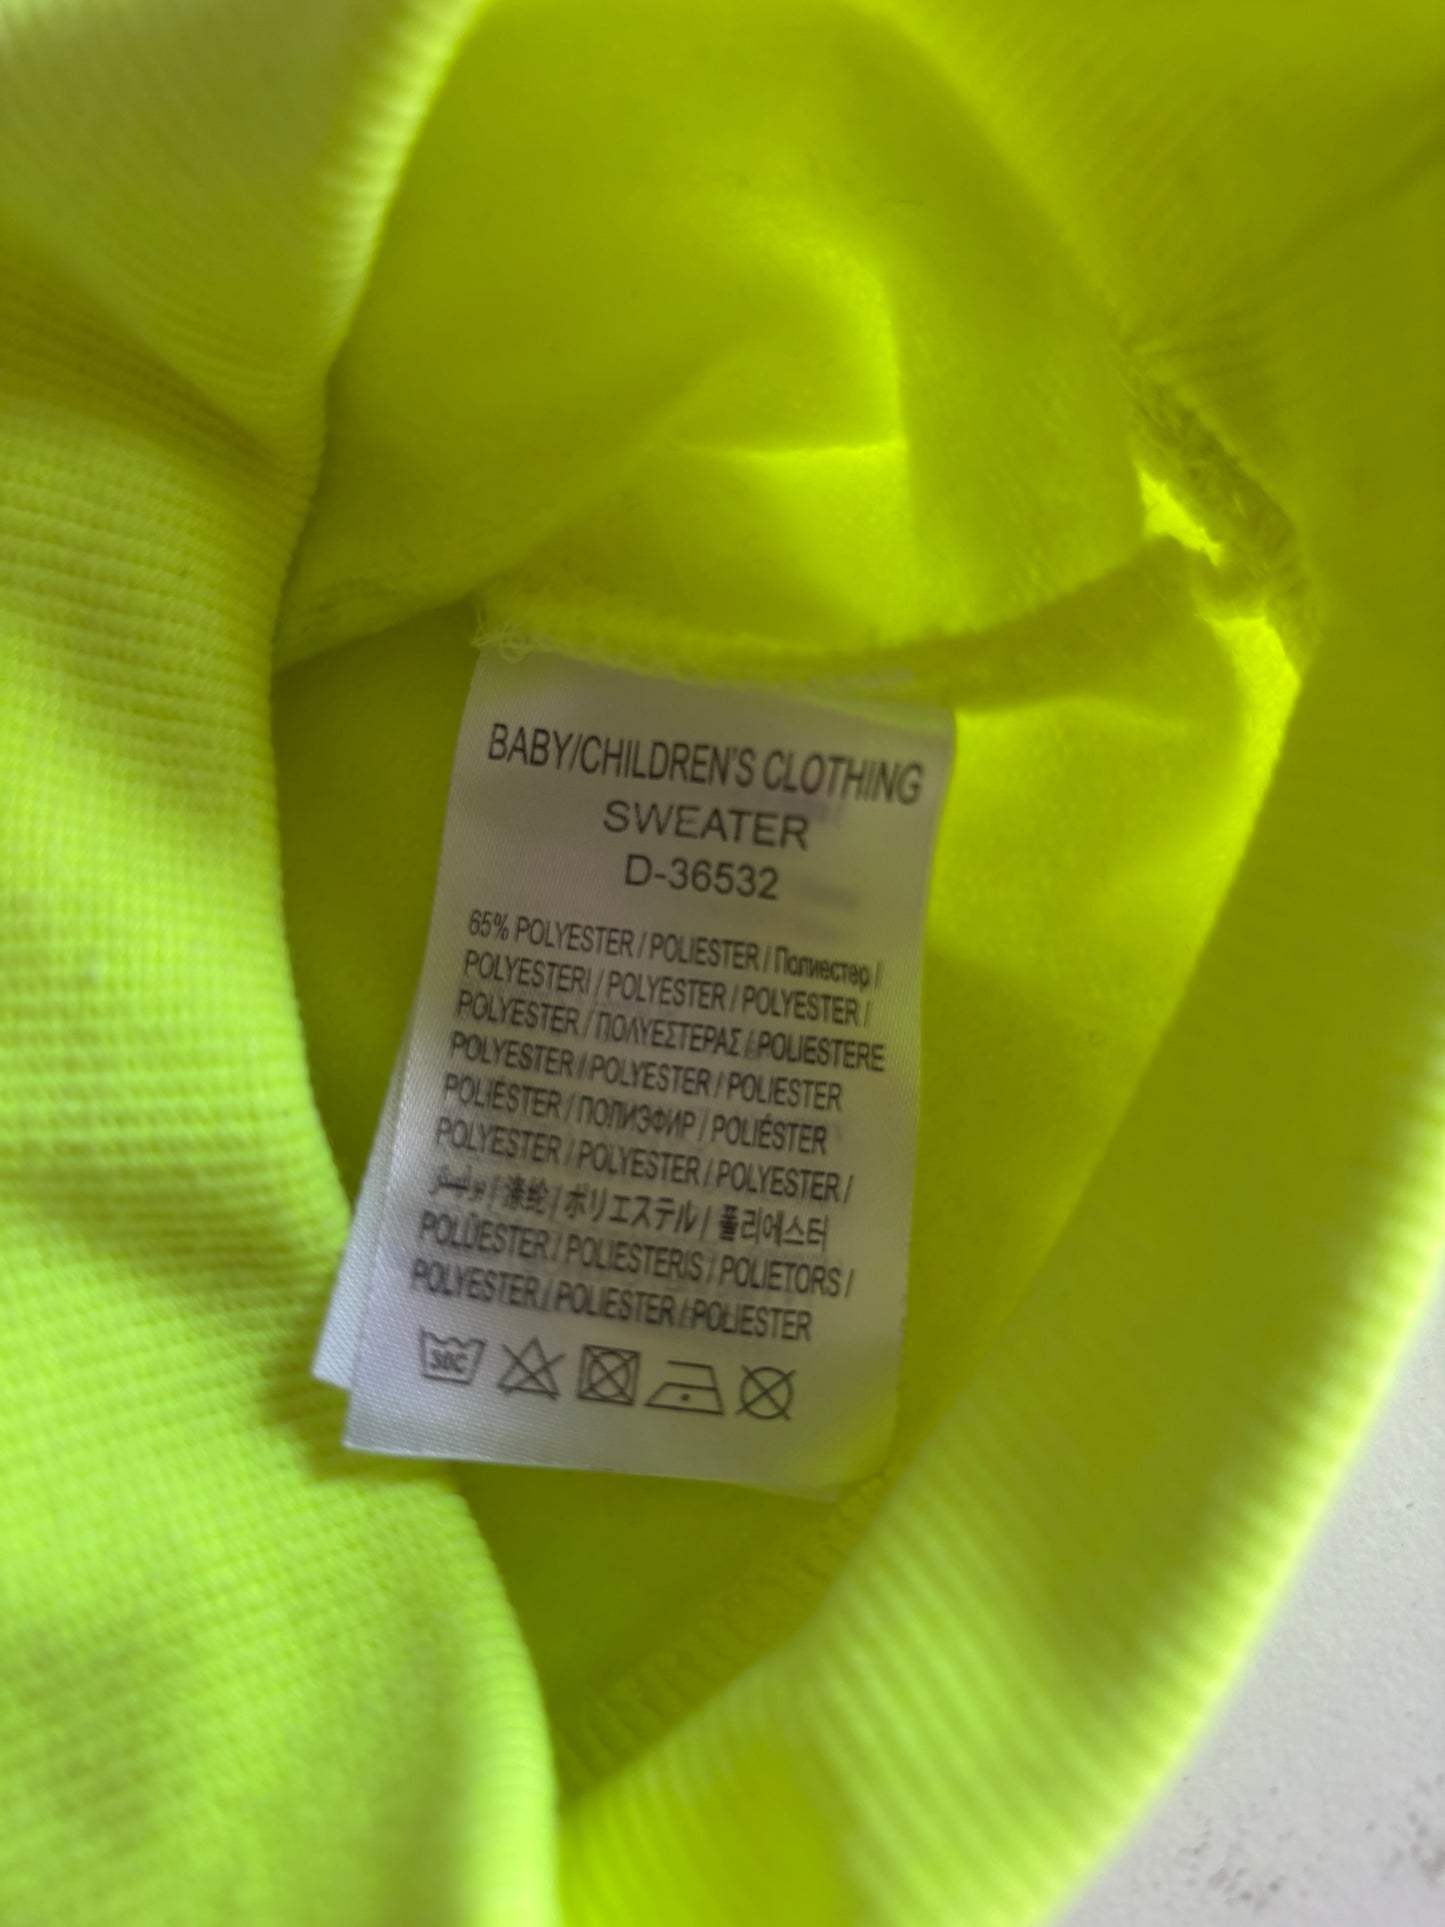 BABY/CHILDREN'S CLOTHING
SWEATER
D-36532
65% POLYESTER / POLIESTER / Полиестер /
POLYESTERI / POLYESTER / POLYESTER /
POLYESTER / ΠΟΛΥΕΣΤΕΡΑΣ / POLIESTERE
POLYESTER / POLYESTER / POLIESTER
POLIÉSTER / ПОЛИЭФИР / POLIÉSTER
POLYESTER / POLYESTER / POLYESTER /
/ 涤纶 / ポリエステル / 폴리에스터
POLÜESTER / POLIESTERIS / POLIETORS /
POLYESTER / POLIESTER / POLIESTER
30C